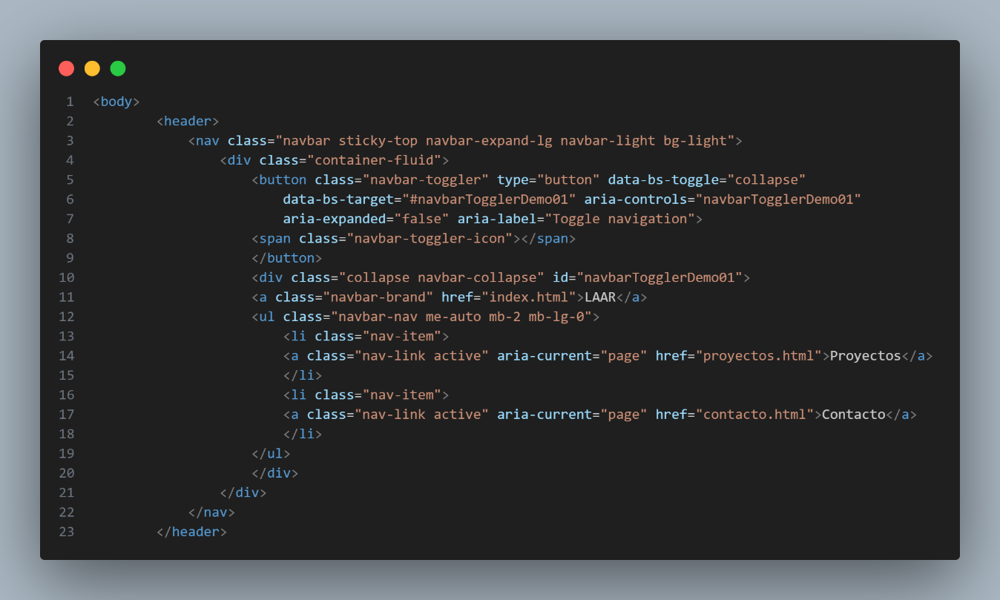 1 <body>
2         <header>
3             <nav class="navbar sticky-top navbar-expand-lg navbar-light bg-light">
4                 <div class="container-fluid">
5                     <button class="navbar-toggler" type="button" data-bs-toggle="collapse"
6                         data-bs-target="#navbarTogglerDemo01" aria-controls="navbarTogglerDemo01"
7                         aria-expanded="false" aria-label="Toggle navigation">
8                     <span class="navbar-toggler-icon"></span>
9                     </button>
10                     <div class="collapse navbar-collapse" id="navbarTogglerDemo01">
11                     <a class="navbar-brand" href="index.html">LAAR</a>
12                     <ul class="navbar-nav me-auto mb-2 mb-lg-0">
13                         <li class="nav-item">
14                         <a class="nav-link active" aria-current="page" href="proyectos.html">Proyectos</a>
15                         </li>
16                         <li class="nav-item">
17                         <a class="nav-link active" aria-current="page" href="contacto.html">Contacto</a>
18                         </li>
19                     </ul>
20                     </div>
21                 </div>
22             </nav>
23         </header>